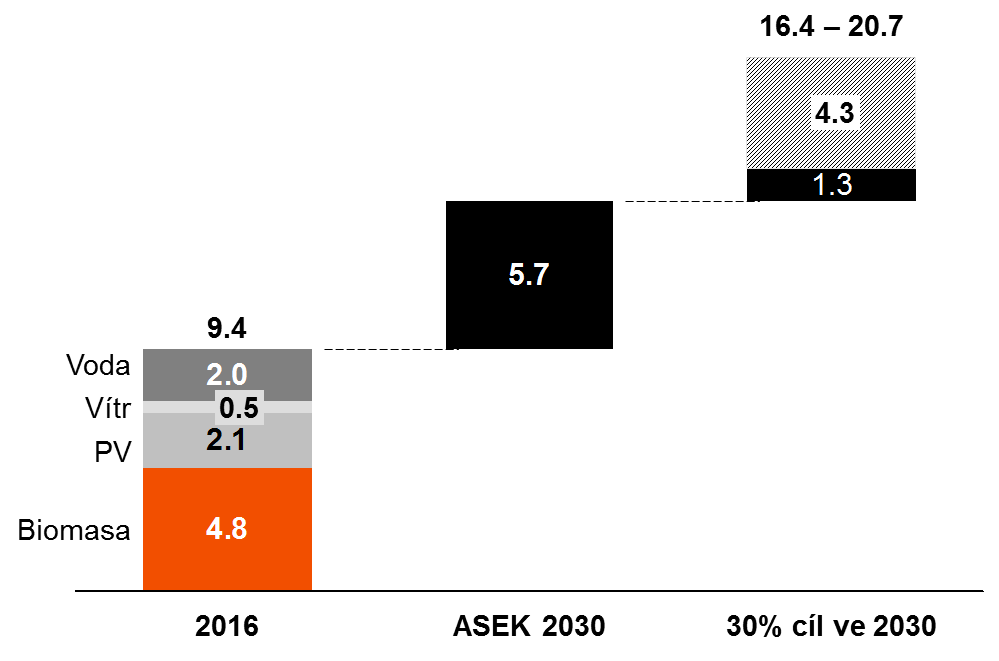 16.4 – 20.7
4.3
1.3
5.7
9.4
Voda
2.0
Vítr
0.5
PV
2.1
Biomasa
4.8
2016
ASEK 2030
30% cíl ve 2030